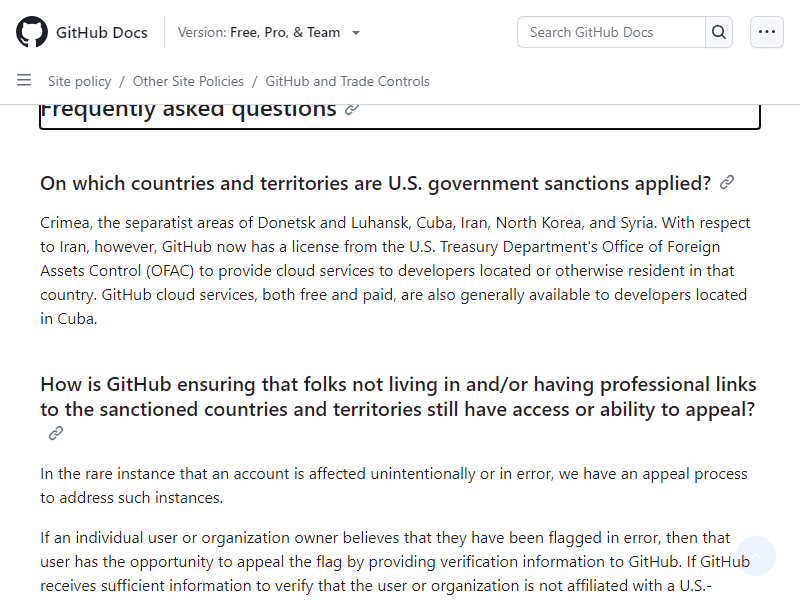 GitHub Docs
Version: Free, Pro, & Team
Search GitHub Docs
Site policy / Other Site Policies / GitHub and Trade Controls
Frequently asked questions
On which countries and territories are U.S. government sanctions applied?
Crimea, the separatist areas of Donetsk and Luhansk, Cuba, Iran, North Korea, and Syria. With respect
to Iran, however, GitHub now has a license from the U.S. Treasury Department's Office of Foreign
Assets Control (OFAC) to provide cloud services to developers located or otherwise resident in that
country. GitHub cloud services, both free and paid, are also generally available to developers located
in Cuba.
How is GitHub ensuring that folks not living in and/or having professional links
to the sanctioned countries and territories still have access or ability to appeal?
In the rare instance that an account is affected unintentionally or in error, we have an appeal process
to address such instances.
If an individual user or organization owner believes that they have been flagged in error, then that
user has the opportunity to appeal the flag by providing verification information to GitHub. If GitHub
receives sufficient information to verify that the user or organization is not affiliated with a U.S.-